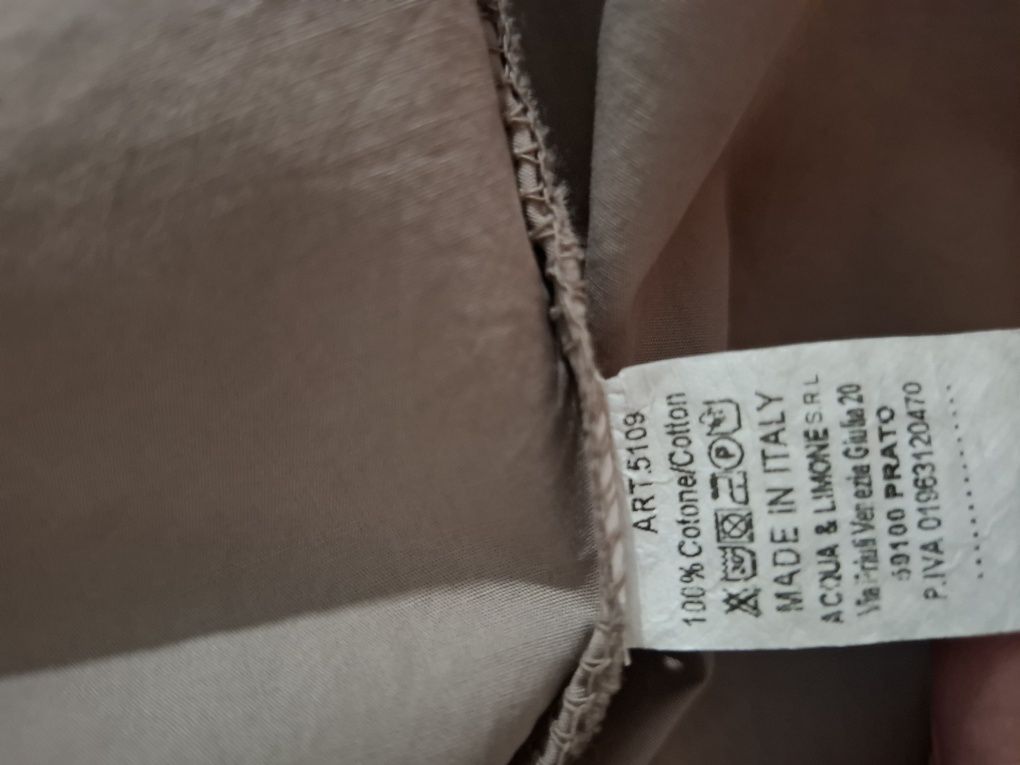 ART.5109
100% Cotone/Cotton
30° P
MADE IN ITALY
ACQUA & LIMONE S.R.L
Via Friuli Venezia Giulia 20
59100 PRATO
P.IVA 01963120470